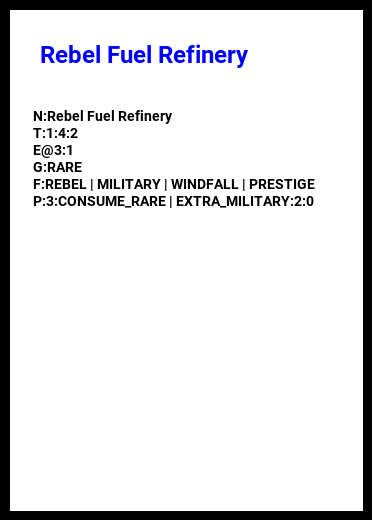 Rebel Fuel Refinery
N:Rebel Fuel Refinery
T:1:4:2
E@3:1
G:RARE
F:REBEL | MILITARY | WINDFALL | PRESTIGE
P:3:CONSUME_RARE | EXTRA_MILITARY:2:0